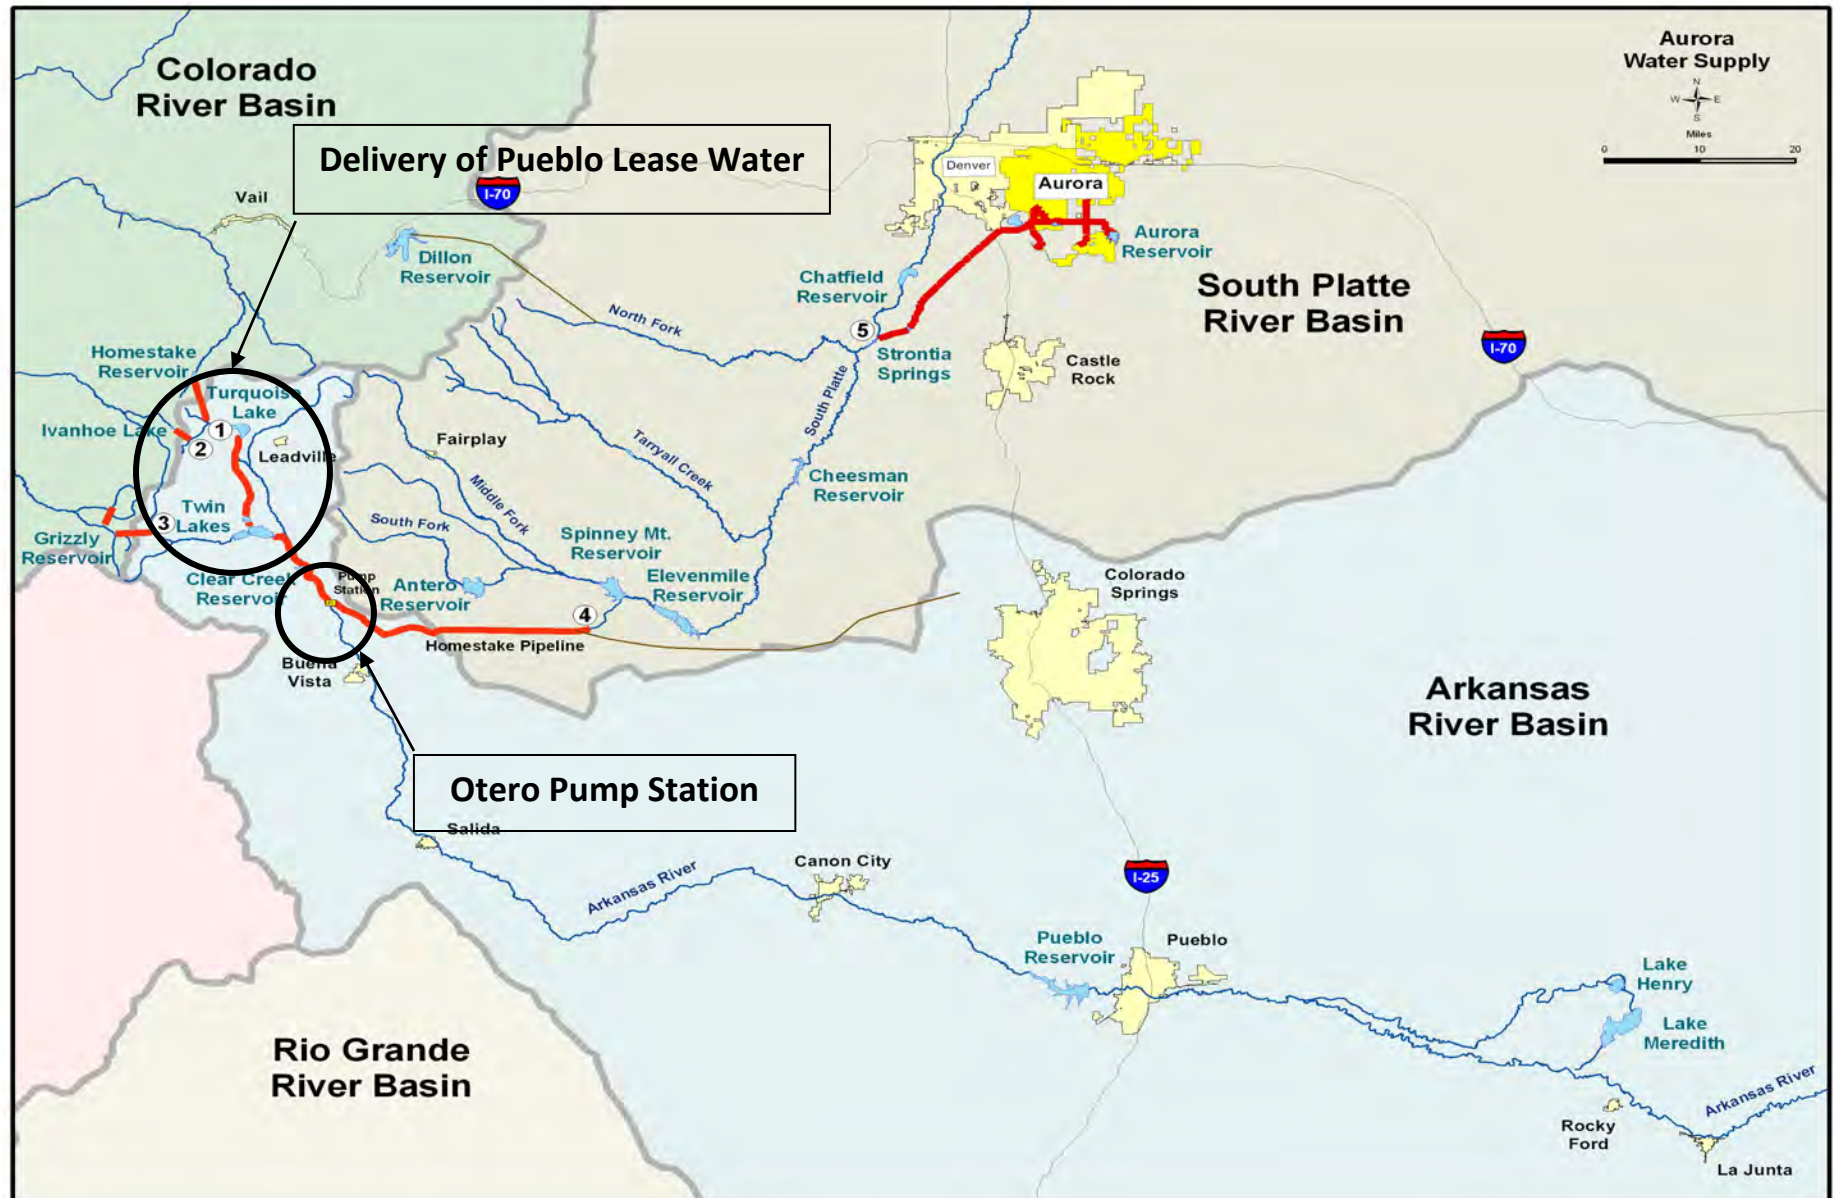 Colorado
River Basin
Aurora
Water Supply
N
W
E
S
Miles
0
10
20
Delivery of Pueblo Lease Water
I-70
Vail
Denver
Aurora
Dillon
Reservoir
Aurora
Reservoir
Chatfield
Reservoir
South Platte
River Basin
North Fork
5
Strontia
Springs
I-70
Homestake
Reservoir
Castle
Rock
Turquoise
Lake
South Platte
Ivanhoe Lake
1
2
Leadville
Fairplay
Tarryall Creek
Cheesman
Reservoir
Middle Fork
Twin
Lakes
3
South Fork
Grizzly
Reservoir
Spinney Mt.
Reservoir
Clear Creek
Reservoir
Pump
Station
Antero
Reservoir
Elevenmile
Reservoir
Colorado
Springs
4
Homestake Pipeline
Buena
Vista
Arkansas
River Basin
Otero Pump Station
Salida
Canon City
Arkansas River
I-25
Pueblo
Reservoir
Pueblo
Lake
Henry
Lake
Meredith
Rio Grande
River Basin
Arkansas River
Rocky
Ford
La Junta